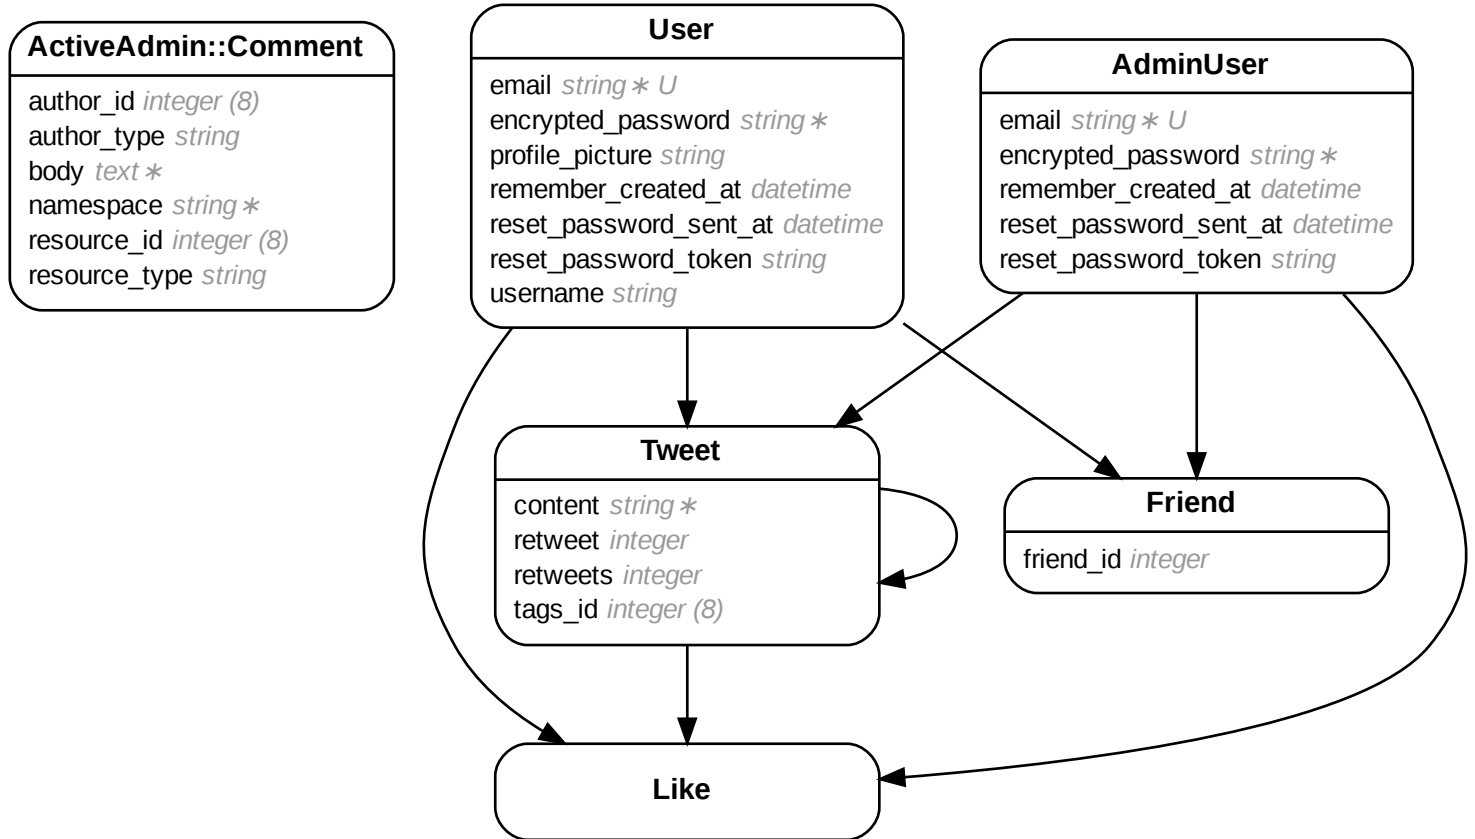 ActiveAdmin::Comment
author_id integer (8)
author_type string
body text ∗
namespace string ∗
resource_id integer (8)
resource_type string
User
email string ∗ U
encrypted_password string ∗
profile_picture string
remember_created_at datetime
reset_password_sent_at datetime
reset_password_token string
username string
AdminUser
email string ∗ U
encrypted_password string ∗
remember_created_at datetime
reset_password_sent_at datetime
reset_password_token string
Tweet
content string ∗
retweet integer
retweets integer
tags_id integer (8)
Friend
friend_id integer
Like